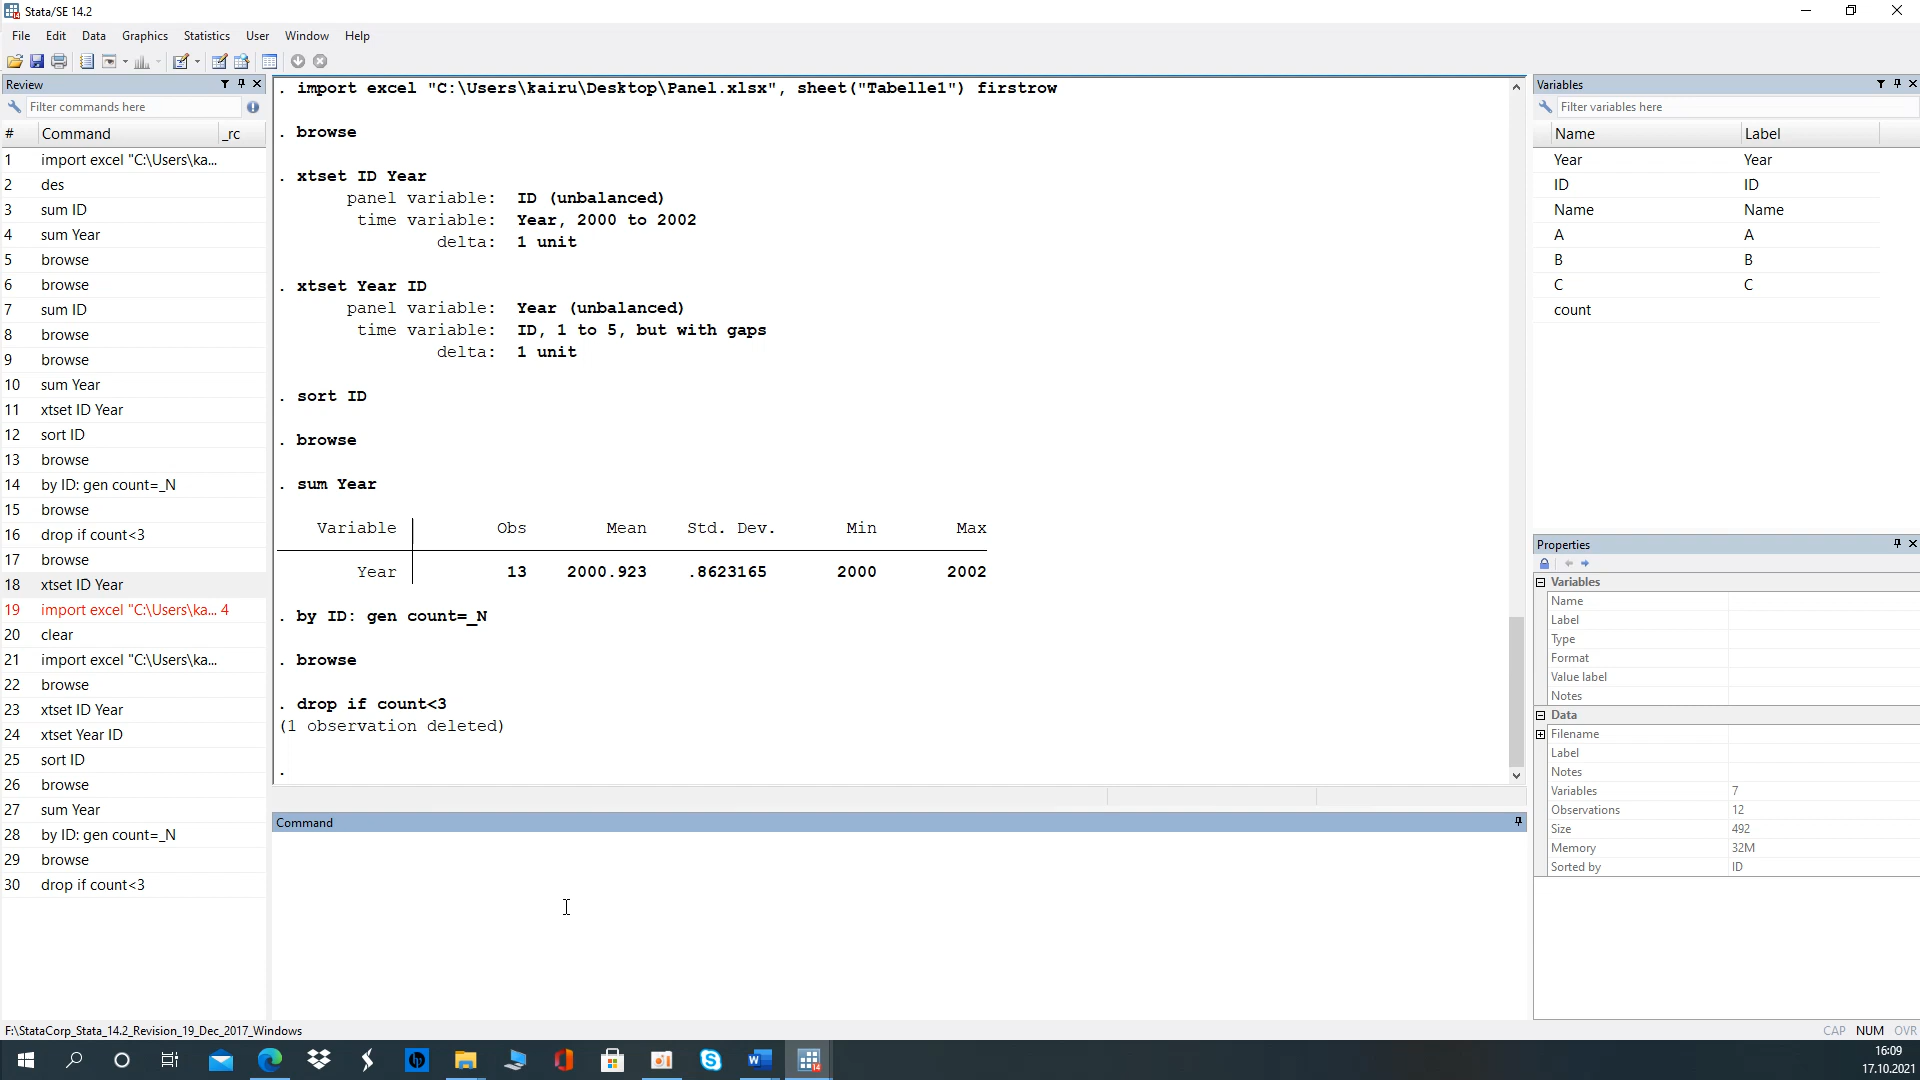 Stata/SE 14.2
File Edit Data Graphics Statistics User Window Help
Review
Filter commands here
# Command _rc
1 import excel "C:\Users\ka...
2 des
3 sum ID
4 sum Year
5 browse
6 browse
7 sum ID
8 browse
9 browse
10 sum Year
11 xtset ID Year
12 sort ID
13 browse
14 by ID: gen count=_N
15 browse
16 drop if count<3
17 browse
18 xtset ID Year
19 import excel "C:\Users\ka... 4
20 clear
21 import excel "C:\Users\ka...
22 browse
23 xtset ID Year
24 xtset Year ID
25 sort ID
26 browse
27 sum Year
28 by ID: gen count=_N
29 browse
30 drop if count<3
. import excel "C:\Users\kairu\Desktop\Panel.xlsx", sheet("Tabelle1") firstrow
. browse
. xtset ID Year
panel variable: ID (unbalanced)
time variable: Year, 2000 to 2002
delta: 1 unit
. xtset Year ID
panel variable: Year (unbalanced)
time variable: ID, 1 to 5, but with gaps
delta: 1 unit
. sort ID
. browse
. sum Year
Variable Obs Mean Std. Dev. Min Max
Year 13 2000.923 .8623165 2000 2002
. by ID: gen count=_N
. browse
. drop if count<3
(1 observation deleted)
.
Command
Variables
Filter variables here
Name Label
Year Year
ID ID
Name Name
A A
B B
C C
count
Properties
Variables
Name
Label
Type
Format
Value label
Notes
Data
Filename
Label
Notes
Variables 7
Observations 12
Size 492
Memory 32M
Sorted by ID
F:\StataCorp_Stata_14.2_Revision_19_Dec_2017_Windows
CAP NUM OVR
16:09
17.10.2021